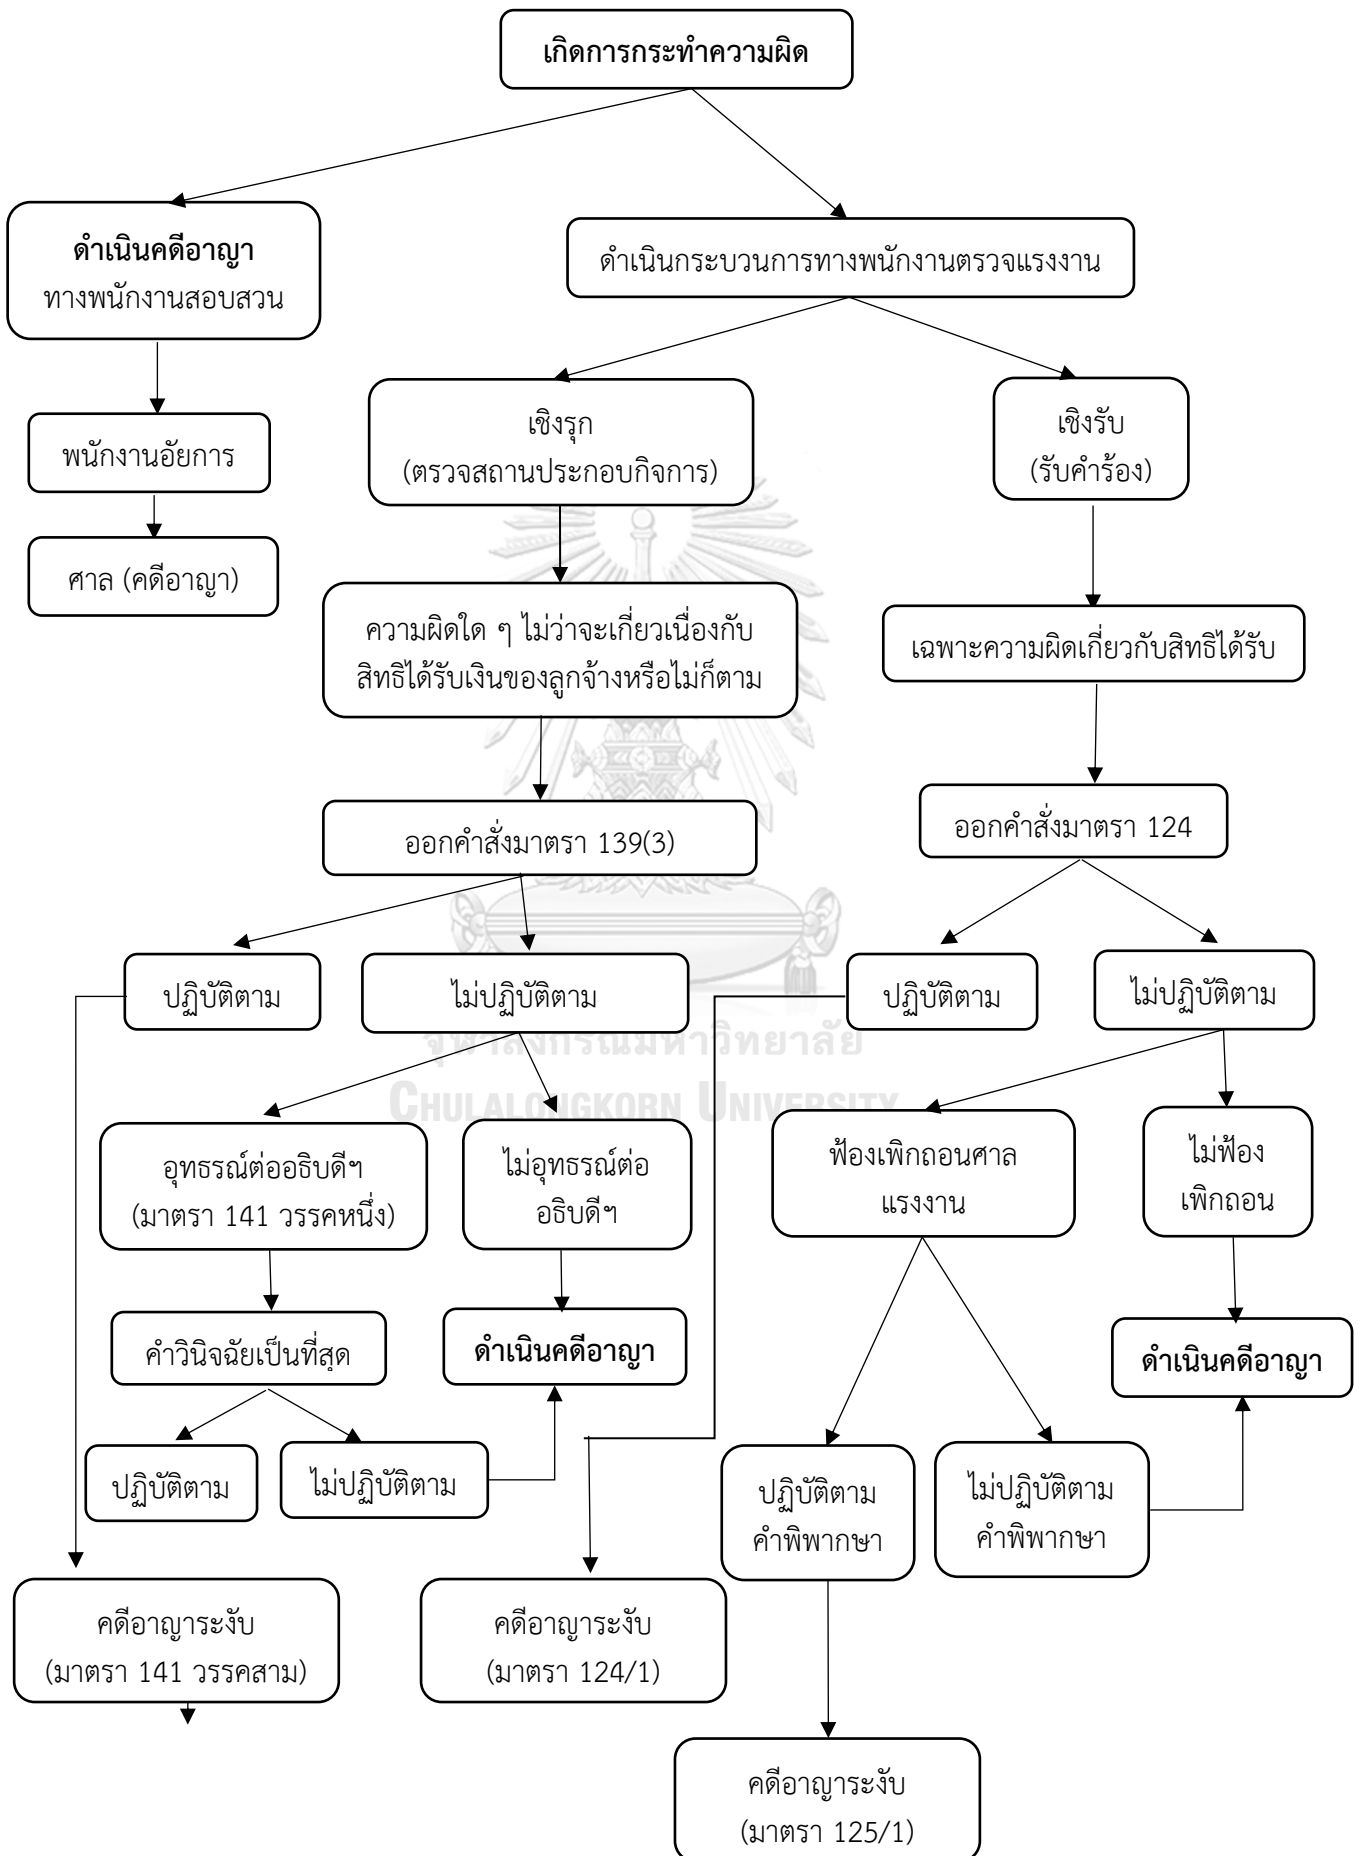 เกิดการกระทำความผิด
ดำเนินคดีอาญา
ทางพนักงานสอบสวน
ดำเนินกระบวนการทางพนักงานตรวจแรงงาน
พนักงานอัยการ
ศาล (คดีอาญา)
เชิงรุก
(ตรวจสถานประกอบกิจการ)
เชิงรับ
(รับคำร้อง)
ความผิดใด ๆ ไม่ว่าจะเกี่ยวเนื่องกับ
สิทธิได้รับเงินของลูกจ้างหรือไม่ก็ตาม
เฉพาะความผิดเกี่ยวกับสิทธิได้รับ
ออกคำสั่งมาตรา 139(3)
ออกคำสั่งมาตรา 124
ปฏิบัติตาม
ไม่ปฏิบัติตาม
ปฏิบัติตาม
ไม่ปฏิบัติตาม
จุฬาลงกรณ์มหาวิทยาลัย
CHULALONGKORN UNIVERSITY
อุทธรณ์ต่ออธิบดีฯ
(มาตรา 141 วรรคหนึ่ง)
ไม่อุทธรณ์ต่อ
อธิบดีฯ
ฟ้องเพิกถอนศาล
แรงงาน
ไม่ฟ้อง
เพิกถอน
คำวินิจฉัยเป็นที่สุด
ดำเนินคดีอาญา
ดำเนินคดีอาญา
ปฏิบัติตาม
ไม่ปฏิบัติตาม
ปฏิบัติตาม
คำพิพากษา
ไม่ปฏิบัติตาม
คำพิพากษา
คดีอาญาระงับ
(มาตรา 141 วรรคสาม)
คดีอาญาระงับ
(มาตรา 124/1)
คดีอาญาระงับ
(มาตรา 125/1)